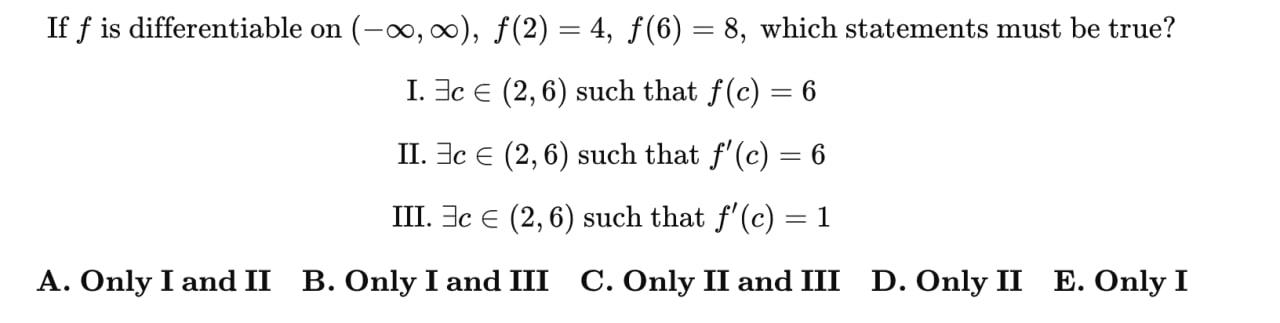 If f is differentiable on (−∞, ∞), f(2) = 4, f(6) = 8, which statements must be true?
I. ∃c ∈ (2, 6) such that f(c) = 6
II. ∃c ∈ (2, 6) such that f′(c) = 6
III. ∃c ∈ (2, 6) such that f′(c) = 1
A. Only I and II B. Only I and III C. Only II and III D. Only II E. Only I